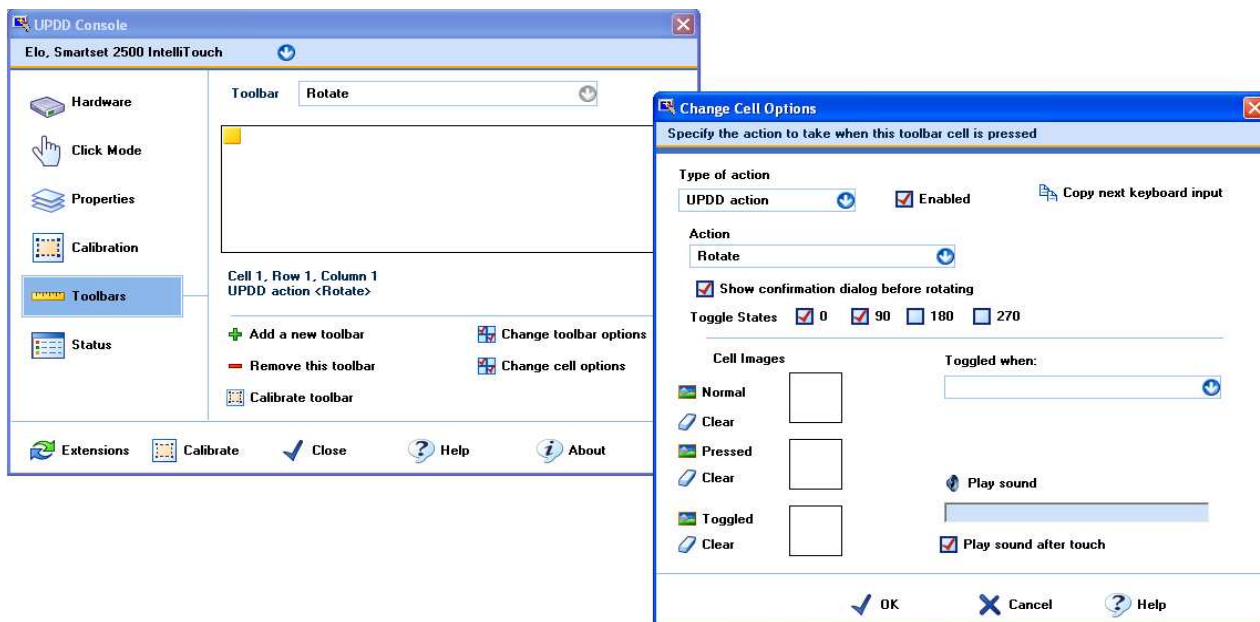 UPDD Console
Elo, Smartset 2500 IntelliTouch
Hardware
Click Mode
Properties
Calibration
Toolbars
Status
Toolbar Rotate
Cell 1, Row 1, Column 1
UPDD action <Rotate>
Add a new toolbar Change toolbar options
Remove this toolbar Change cell options
Calibrate toolbar
Extensions Calibrate Close Help About
Change Cell Options
Specify the action to take when this toolbar cell is pressed
Type of action
UPDD action Enabled Copy next keyboard input
Action
Rotate
Show confirmation dialog before rotating
Toggle States 0 90 180 270
Cell Images Toggled when:
Normal
Clear
Pressed
Clear Play sound
Toggled
Clear Play sound after touch
OK Cancel Help